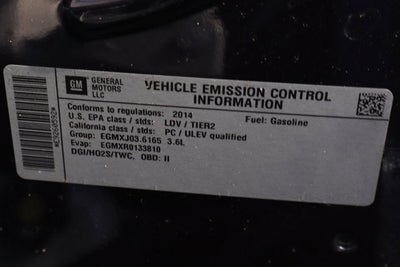 GM
GENERAL
MOTORS
LLC
VEHICLE EMISSION CONTROL
INFORMATION
Conforms to regulations: 2014 Fuel: Gasoline
U.S. EPA class / stds: LDV / TIER2
California class / stds: PC / ULEV qualified
Group: EGMXJ03.6165 3.6L
Evap: EGMXR0133810
DGI/HO2S/TWC, OBD: II